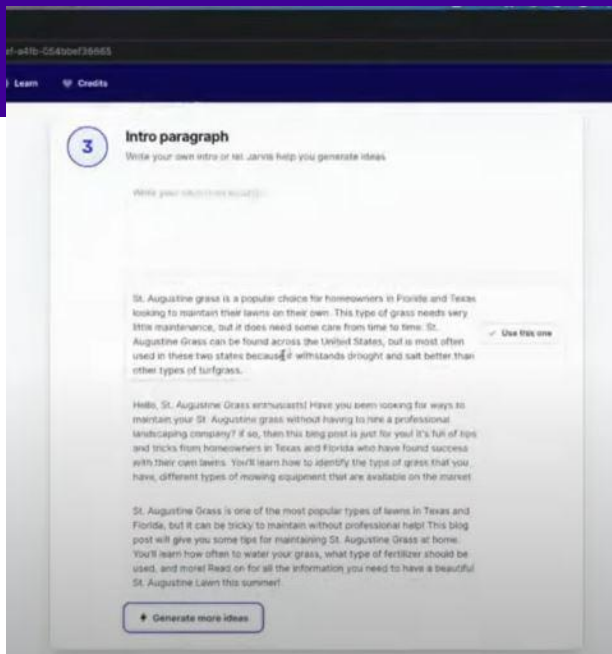 ef-a4fb-054bbef36665
Learn Credits
3
Intro paragraph
Write your own intro or let Jarvis help you generate ideas
Write your
St. Augustine grass is a popular choice for homeowners in Florida and Texas
looking to maintain their lawns on their own. This type of grass needs very
little maintenance, but it does need some care from time to time. St.
Augustine Grass can be found across the United States, but is most often
used in these two states because it withstands drought and salt better than
other types of turfgrass.
Use this one
Hello, St. Augustine Grass enthusiasts! Have you been looking for ways to
maintain your St. Augustine grass without having to hire a professional
landscaping company? If so, then this blog post is just for you! It's full of tips
and tricks from homeowners in Texas and Florida who have found success
with their own lawns. You'll learn how to identify the type of grass that you
have, different types of mowing equipment that are available on the market
St. Augustine Grass is one of the most popular types of lawns in Texas and
Florida, but it can be tricky to maintain without professional help! This blog
post will give you some tips for maintaining St. Augustine Grass at home.
You'll learn how often to water your grass, what type of fertilizer should be
used, and more! Read on for all the information you need to have a beautiful
St. Augustine Lawn this summer!
Generate more ideas